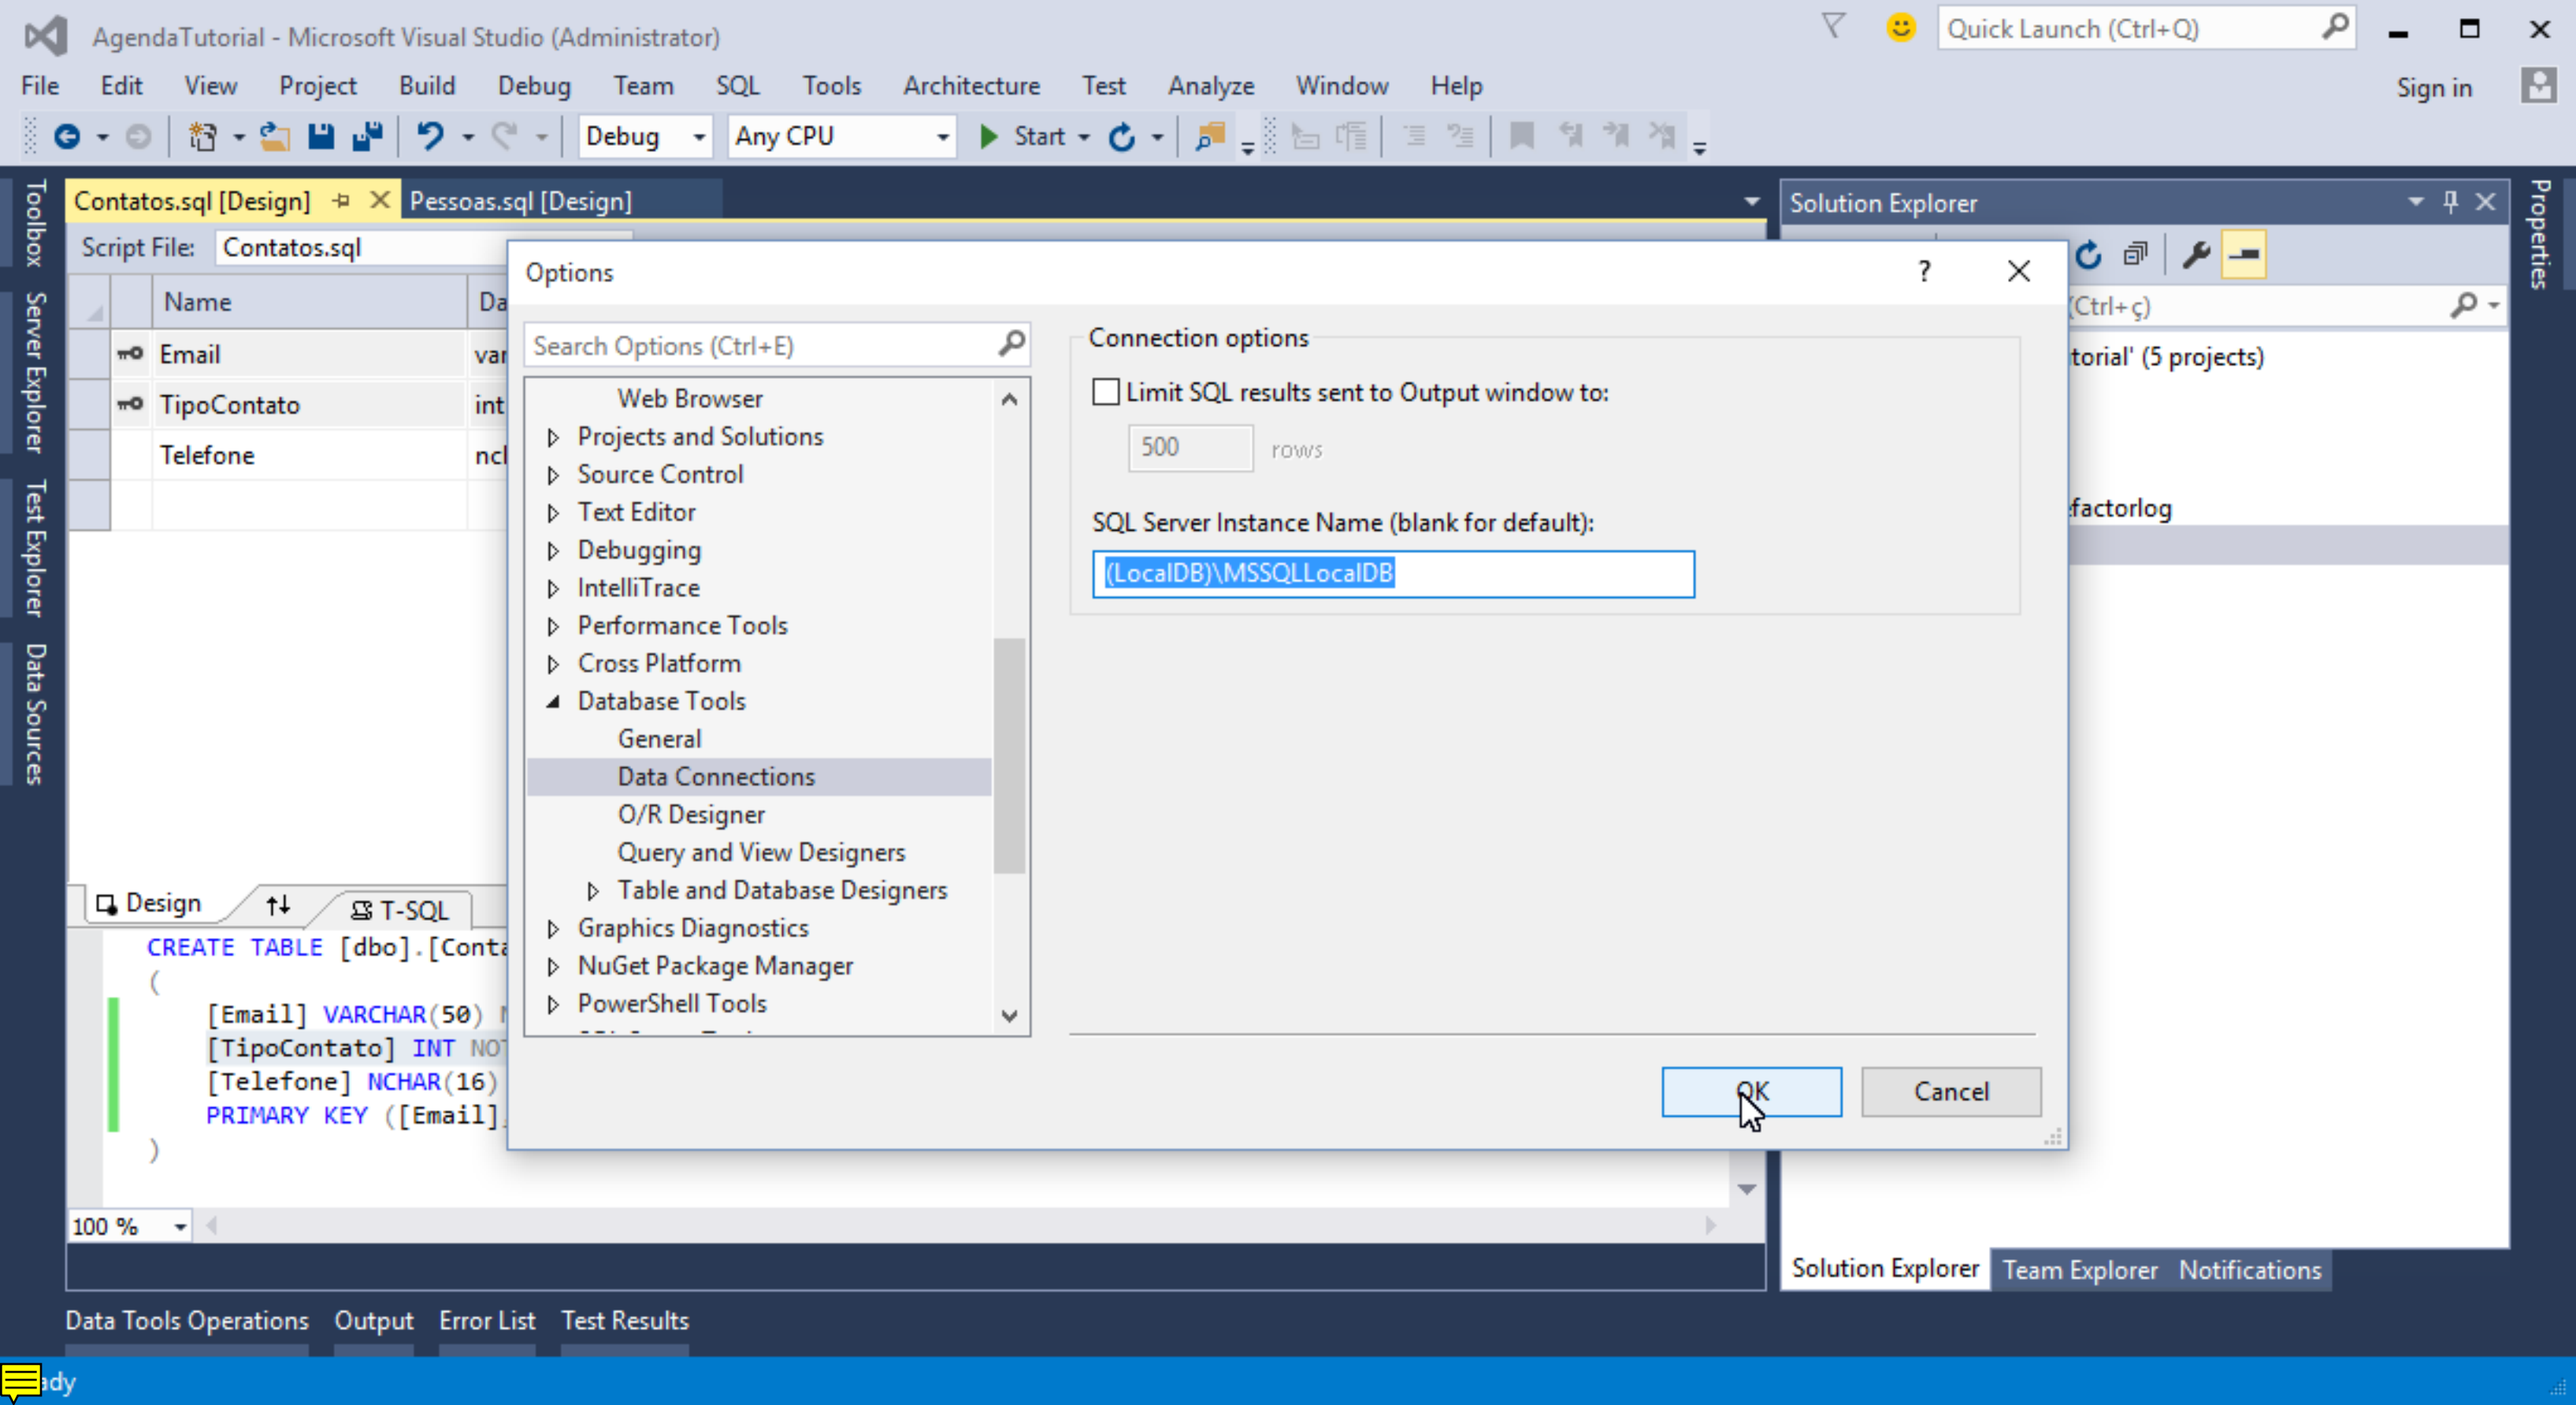 AgendaTutorial - Microsoft Visual Studio (Administrator)
Quick Launch (Ctrl+Q)
File Edit View Project Build Debug Team SQL Tools Architecture Test Analyze Window Help
Sign in
Debug Any CPU Start
Toolbox
Server Explorer
Test Explorer
Data Sources
Contatos.sql [Design] Pessoas.sql [Design]
Script File: Contatos.sql
Name
Email
TipoContato int
Telefone
Design T-SQL
CREATE TABLE [dbo].[Conta
(
[Email] VARCHAR(50)
[TipoContato] INT NOT
[Telefone] NCHAR(16)
PRIMARY KEY ([Email]
)
100 %
Options
?
Search Options (Ctrl+E)
Web Browser
Projects and Solutions
Source Control
Text Editor
Debugging
IntelliTrace
Performance Tools
Cross Platform
Database Tools
General
Data Connections
O/R Designer
Query and View Designers
Table and Database Designers
Graphics Diagnostics
NuGet Package Manager
PowerShell Tools
Connection options
Limit SQL results sent to Output window to:
500 rows
SQL Server Instance Name (blank for default):
(LocalDB)\MSSQLLocalDB
OK Cancel
Solution Explorer
(Ctrl+ç)
torial' (5 projects)
factorlog
Properties
Solution Explorer Team Explorer Notifications
Data Tools Operations Output Error List Test Results
ady